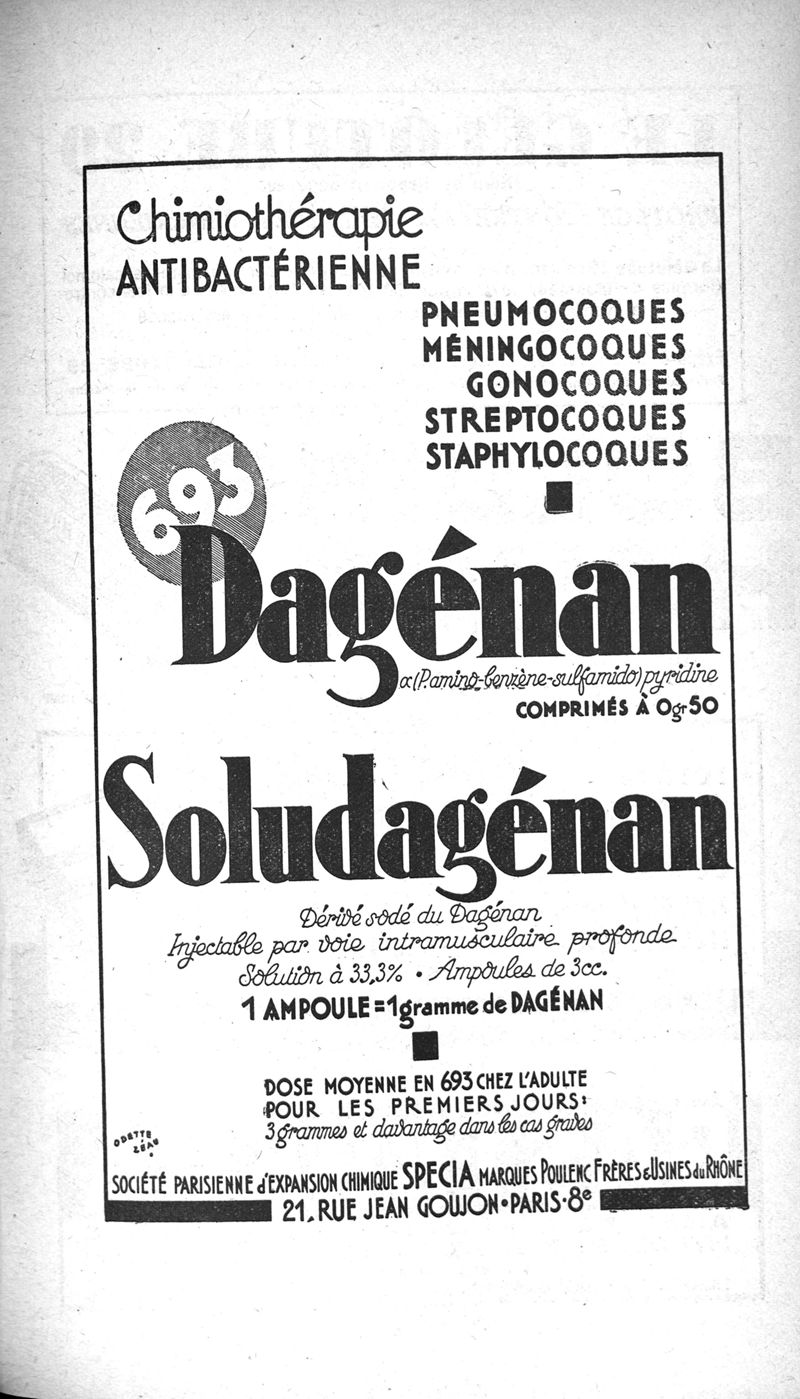 Chimiothérapie
ANTIBACTÉRIENNE
PNEUMOCOQUES
MÉNINGOCOQUES
GONOCOQUES
STREPTOCOQUES
STAPHYLOCOQUES
693
Dagénan
α(P.amino-benzène-sulfamido)pyridine
COMPRIMÉS À 0gr50
Soludagénan
Dérivé sodé du Dagénan
Injectable par voie intramusculaire profonde
Solution à 33,3% • Ampoules de 3cc.
1 AMPOULE = 1 gramme de DAGÉNAN
DOSE MOYENNE EN 693 CHEZ L'ADULTE
POUR LES PREMIERS JOURS:
3 grammes et davantage dans les cas graves
ODETTE
ZÉAU
SOCIÉTÉ PARISIENNE d'EXPANSION CHIMIQUE SPECIA MARQUES POULENC FRÈRES & USINES du RHÔNE
21, RUE JEAN GOUJON • PARIS • 8e